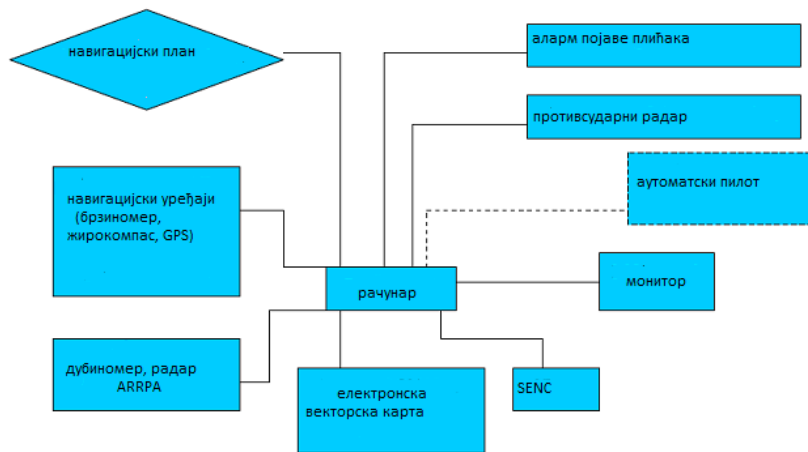 навигацијски план
аларм појаве плићака
противсударни радар
аутоматски пилот
навигацијски уређаји
(брзиномер,
жирокомпас, GPS)
рачунар
монитор
дубиномер, радар
ARRPA
електронска
векторска карта
SENC